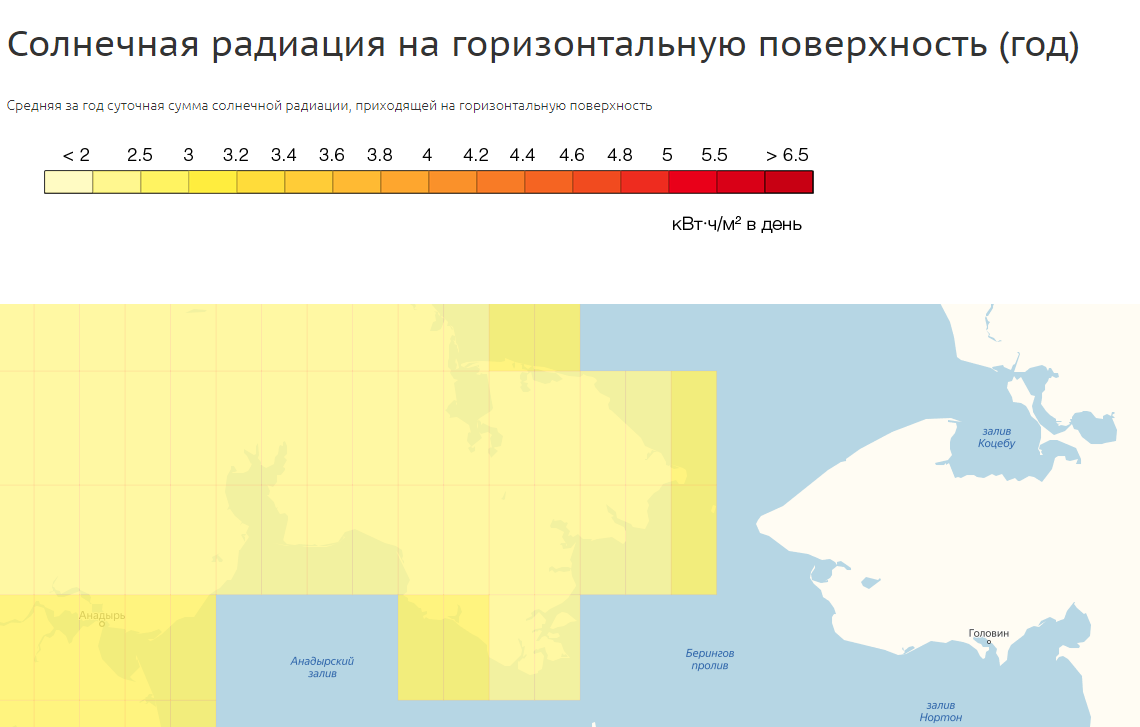 Солнечная радиация на горизонтальную поверхность (год)
Средняя за год суточная сумма солнечной радиации, приходящей на горизонтальную поверхность
< 2 2.5 3 3.2 3.4 3.6 3.8 4 4.2 4.4 4.6 4.8 5 5.5 > 6.5
кВт·ч/м² в день
залив
Коцебу
Анадырь
Головин
Анадырский
залив
Берингов
пролив
залив
Нортон